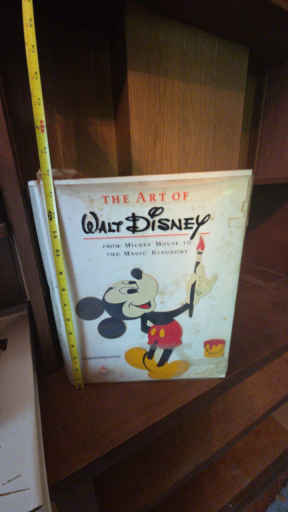 THE ART OF
WALT DISNEY
FROM MICKEY MOUSE TO
THE MAGIC KINGDOMS